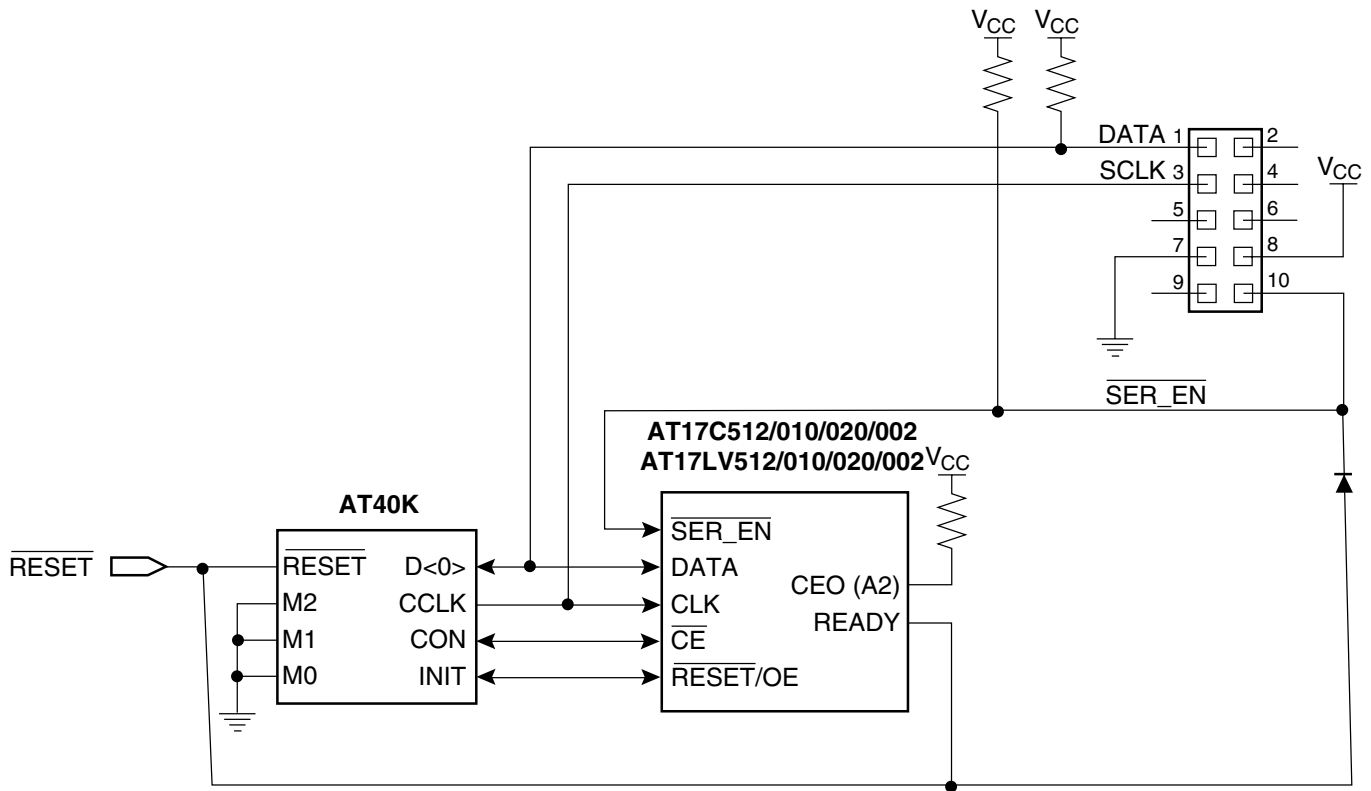 VCC VCC
DATA 1 2
SCLK 3 4 VCC
5 6
7 8
9 10
SER_EN
AT17C512/010/020/002
AT17LV512/010/020/002 VCC
AT40K
SER_EN
RESET RESET D<0> DATA
CEO (A2)
M2 CCLK CLK
READY
M1 CON CE
M0 INIT RESET/OE